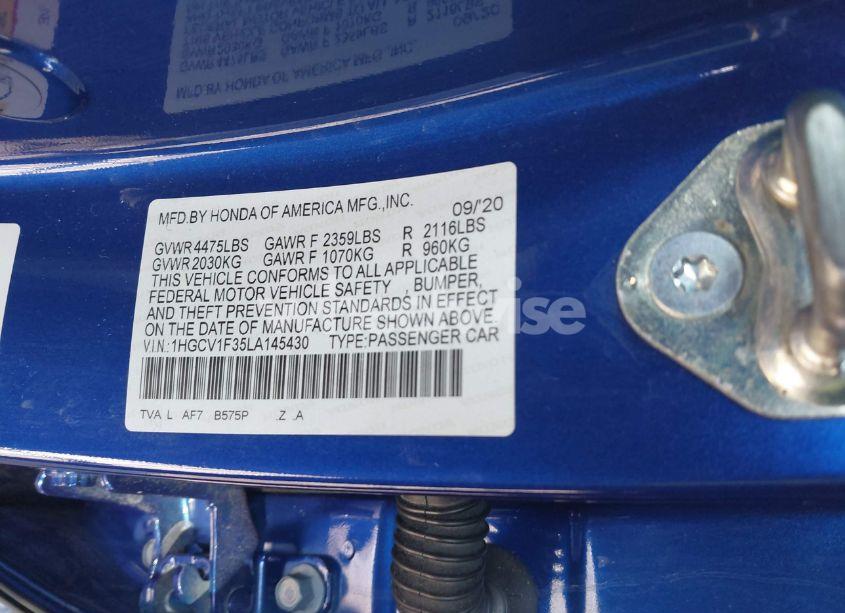 MFD.BY HONDA OF AMERICA MFG.,INC. 09/'20
GVWR 4475LBS GAWR F 2359LBS R 2116LBS
GVWR 2030KG GAWR F 1070KG R 960KG
THIS VEHICLE CONFORMS TO ALL APPLICABLE
FEDERAL MOTOR VEHICLE SAFETY , BUMPER,
AND THEFT PREVENTION STANDARDS IN EFFECT
ON THE DATE OF MANUFACTURE SHOWN ABOVE.
V.I.N.:1HGCV1F35LA145430 TYPE:PASSENGER CAR
TVA L AF7 B575P .Z .A